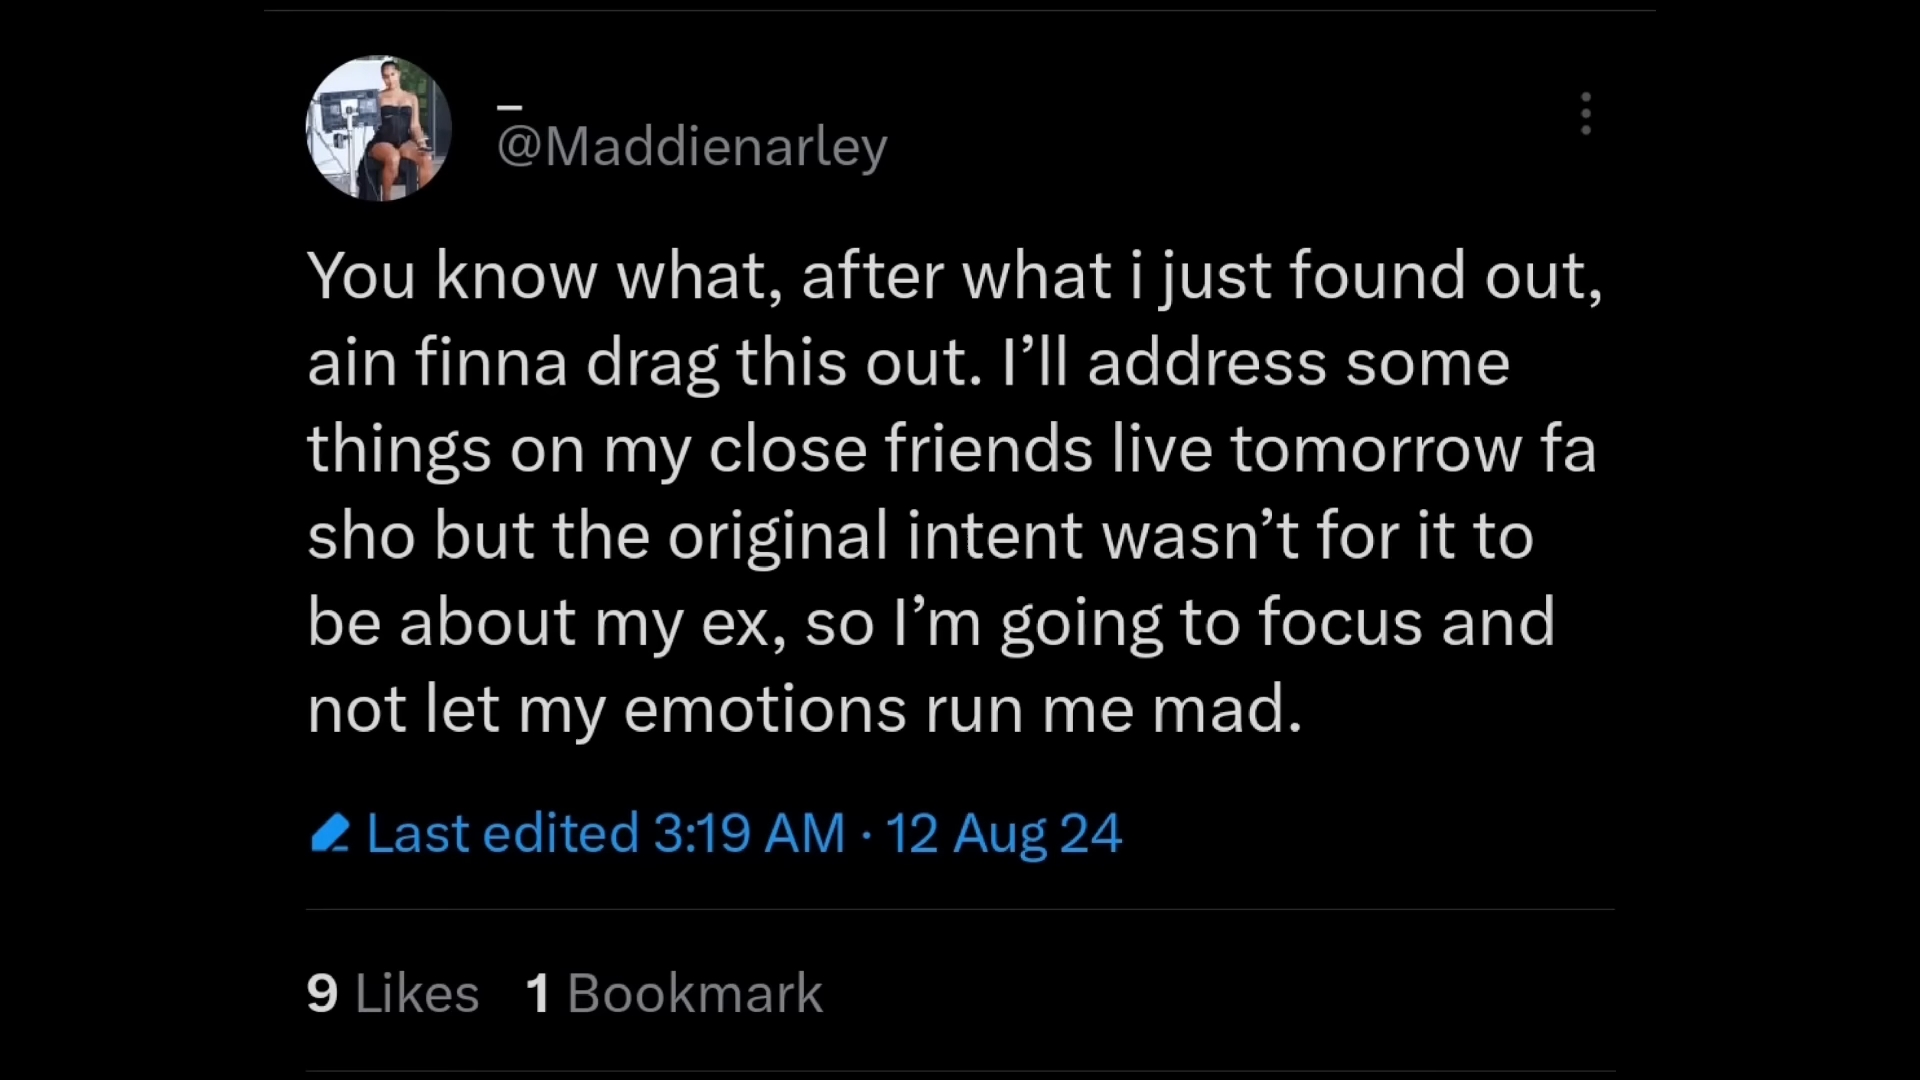 –
@Maddienarley
You know what, after what i just found out,
ain finna drag this out. I’ll address some
things on my close friends live tomorrow fa
sho but the original intent wasn’t for it to
be about my ex, so I’m going to focus and
not let my emotions run me mad.
Last edited 3:19 AM · 12 Aug 24
9 Likes 1 Bookmark